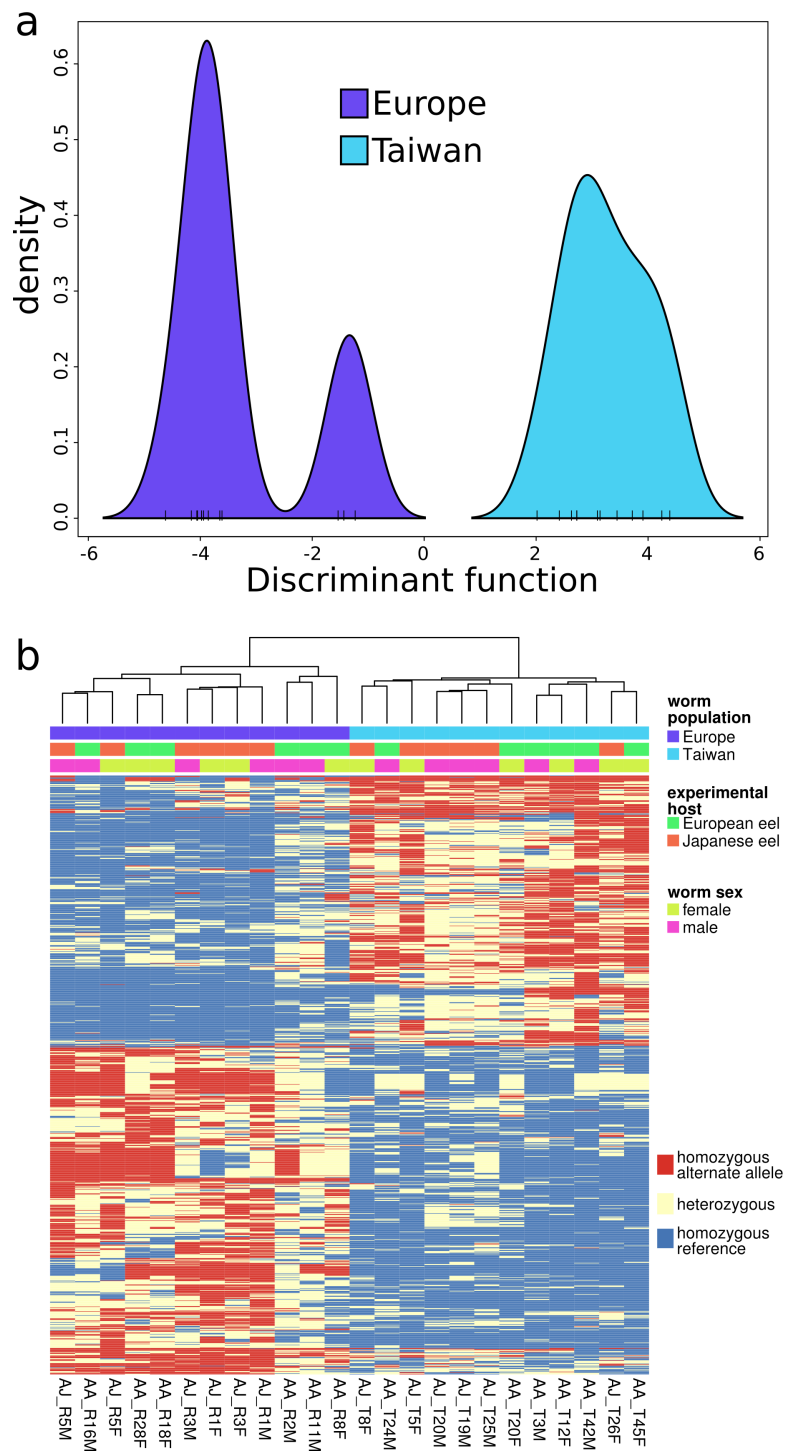 a
0.6
0.5
0.4
0.3
0.2
0.1
0.0
density
Europe
Taiwan
-6 -4 -2 0 2 4 6
Discriminant function
b
worm
population
Europe
Taiwan
experimental
host
European eel
Japanese eel
worm sex
female
male
homozygous
alternate allele
heterozygous
homozygous
reference
AJ_R5M
AA_R16M
AJ_R5F
AA_R28F
AA_R18F
AJ_R3M
AJ_R1F
AJ_R3F
AJ_R1M
AA_R2M
AA_R11M
AA_R8F
AJ_T8F
AA_T24M
AJ_T5F
AJ_T20M
AJ_T19M
AJ_T25M
AA_T20F
AA_T3M
AA_T12F
AA_T42M
AJ_T26F
AA_T45F